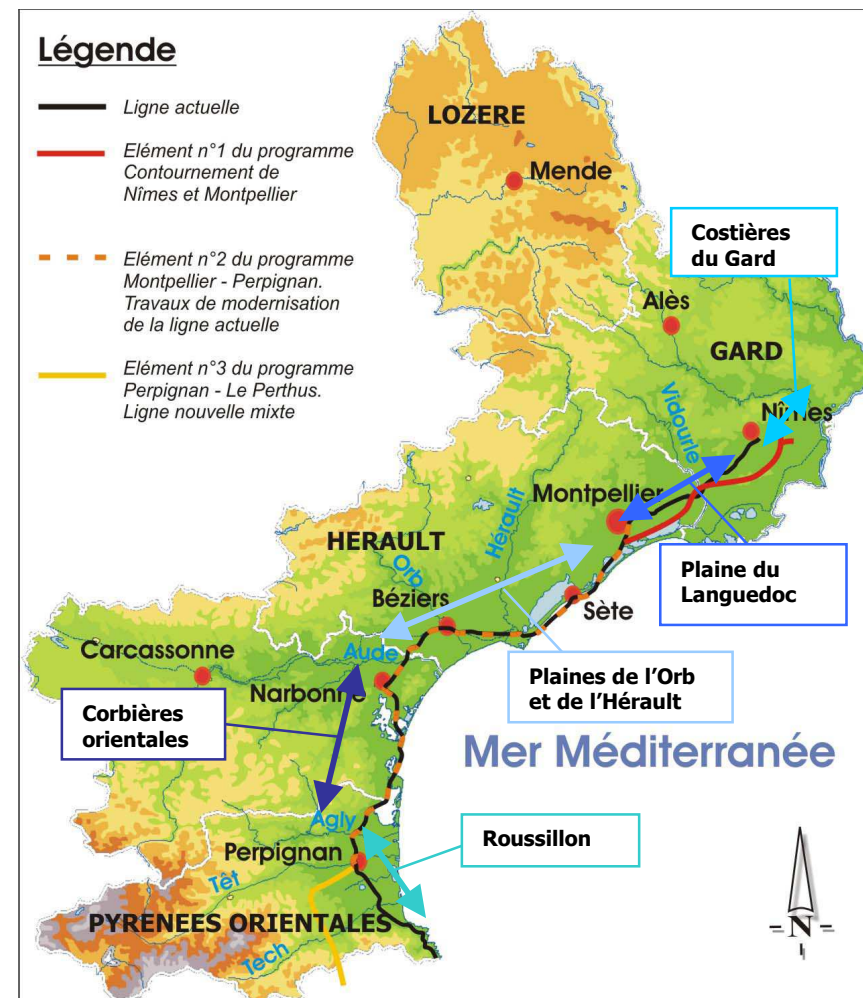 Légende
Ligne actuelle
Elément n°1 du programme
Contournement de
Nîmes et Montpellier
Elément n°2 du programme
Montpellier - Perpignan.
Travaux de modernisation
de la ligne actuelle
Elément n°3 du programme
Perpignan - Le Perthus.
Ligne nouvelle mixte
LOZERE
Mende
Costières
du Gard
Alès
GARD
Vidourle
Nîmes
Montpellier
Hérault
HERAULT
Orb
Béziers
Sète
Plaine du
Languedoc
Carcassonne
Aude
Narbonne
Plaines de l'Orb
et de l'Hérault
Corbières
orientales
Mer Méditerranée
Agly
Perpignan
Roussillon
Têt
PYRENEES ORIENTALES
Tech
N